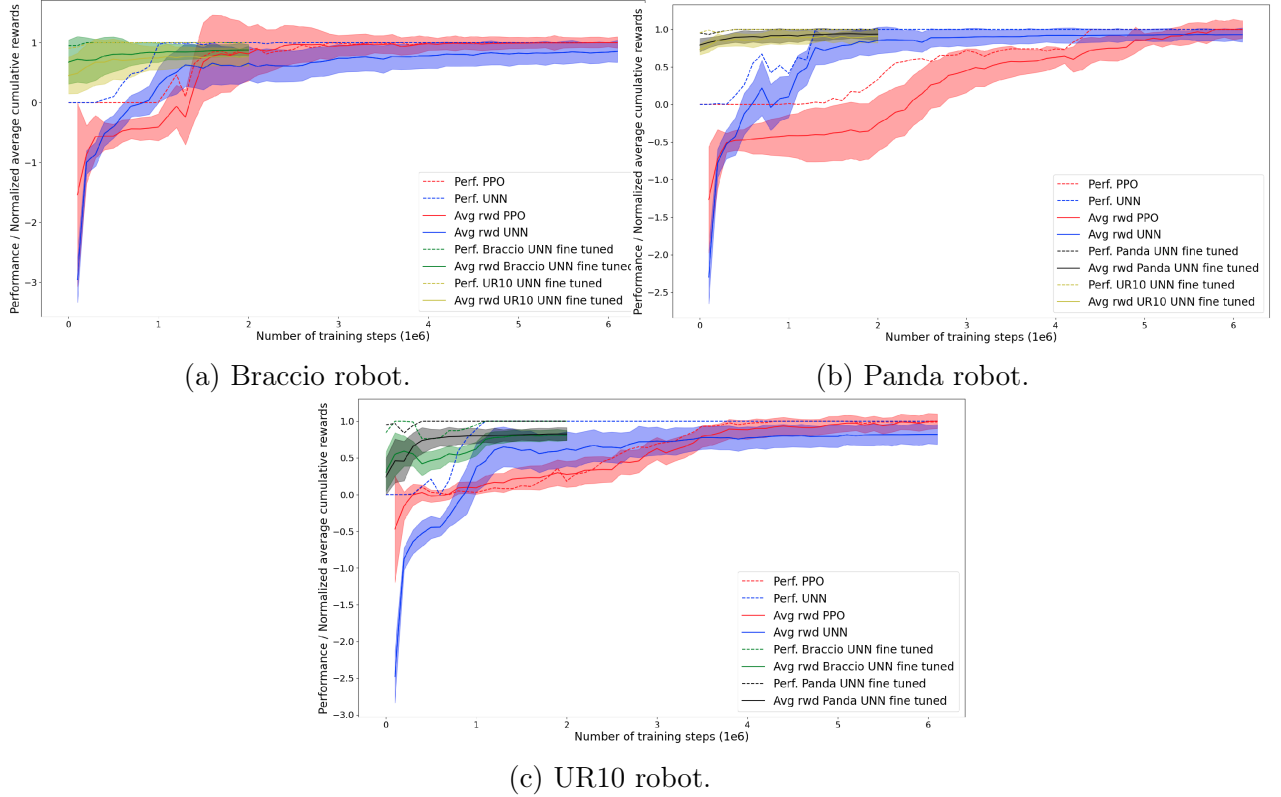 Performance / Normalized average cumulative rewards
1
0
−1
−2
−3
Perf. PPO
Perf. UNN
Avg rwd PPO
Avg rwd UNN
Perf. Braccio UNN fine tuned
Avg rwd Braccio UNN fine tuned
Perf. UR10 UNN fine tuned
Avg rwd UR10 UNN fine tuned
0 1 2 3 4 5 6
Number of training steps (1e6)
(a) Braccio robot.
Performance / Normalized average cumulative rewards
1.0
0.5
0.0
−0.5
−1.0
−1.5
−2.0
−2.5
Perf. PPO
Perf. UNN
Avg rwd PPO
Avg rwd UNN
Perf. Panda UNN fine tuned
Avg rwd Panda UNN fine tuned
Perf. UR10 UNN fine tuned
Avg rwd UR10 UNN fine tuned
0 1 2 3 4 5 6
Number of training steps (1e6)
(b) Panda robot.
Performance / Normalized average cumulative rewards
1.0
0.5
0.0
−0.5
−1.0
−1.5
−2.0
−2.5
−3.0
Perf. PPO
Perf. UNN
Avg rwd PPO
Avg rwd UNN
Perf. Braccio UNN fine tuned
Avg rwd Braccio UNN fine tuned
Perf. Panda UNN fine tuned
Avg rwd Panda UNN fine tuned
0 1 2 3 4 5 6
Number of training steps (1e6)
(c) UR10 robot.